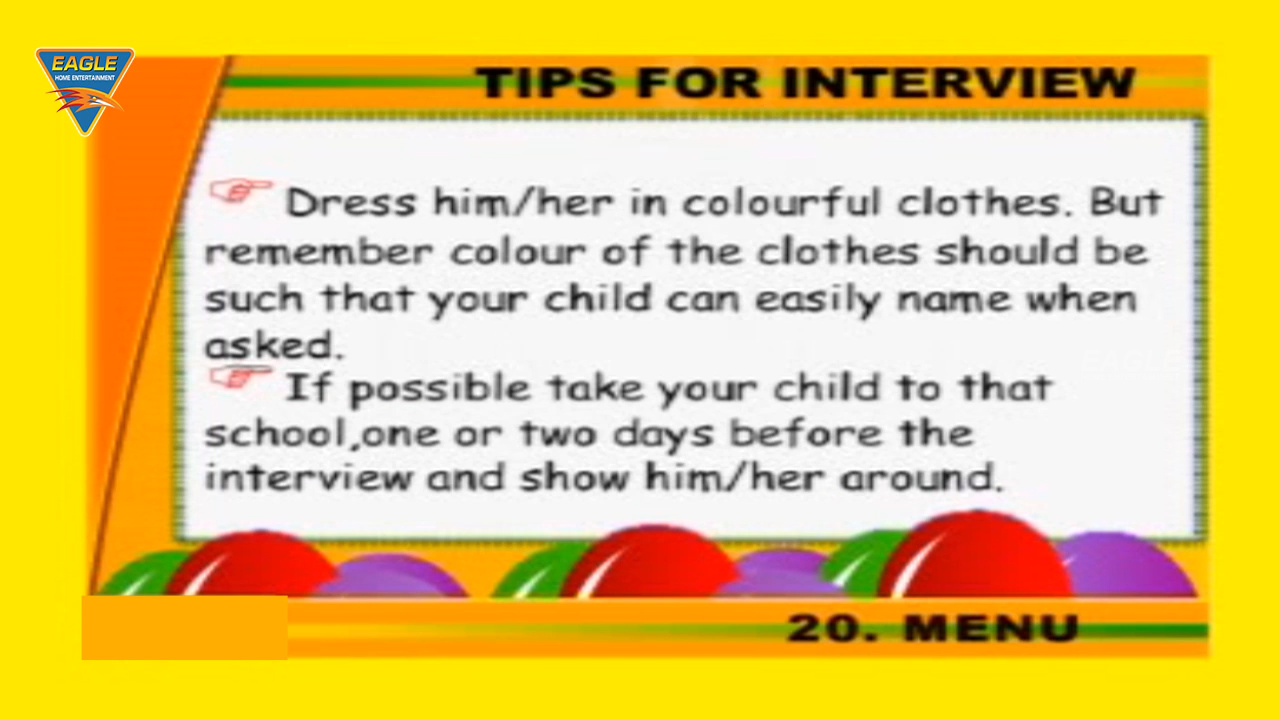 EAGLE
HOME ENTERTAINMENT
TIPS FOR INTERVIEW
Dress him/her in colourful clothes. But
remember colour of the clothes should be
such that your child can easily name when
asked.
If possible take your child to that
school,one or two days before the
interview and show him/her around.
EAGLE
20. MENU